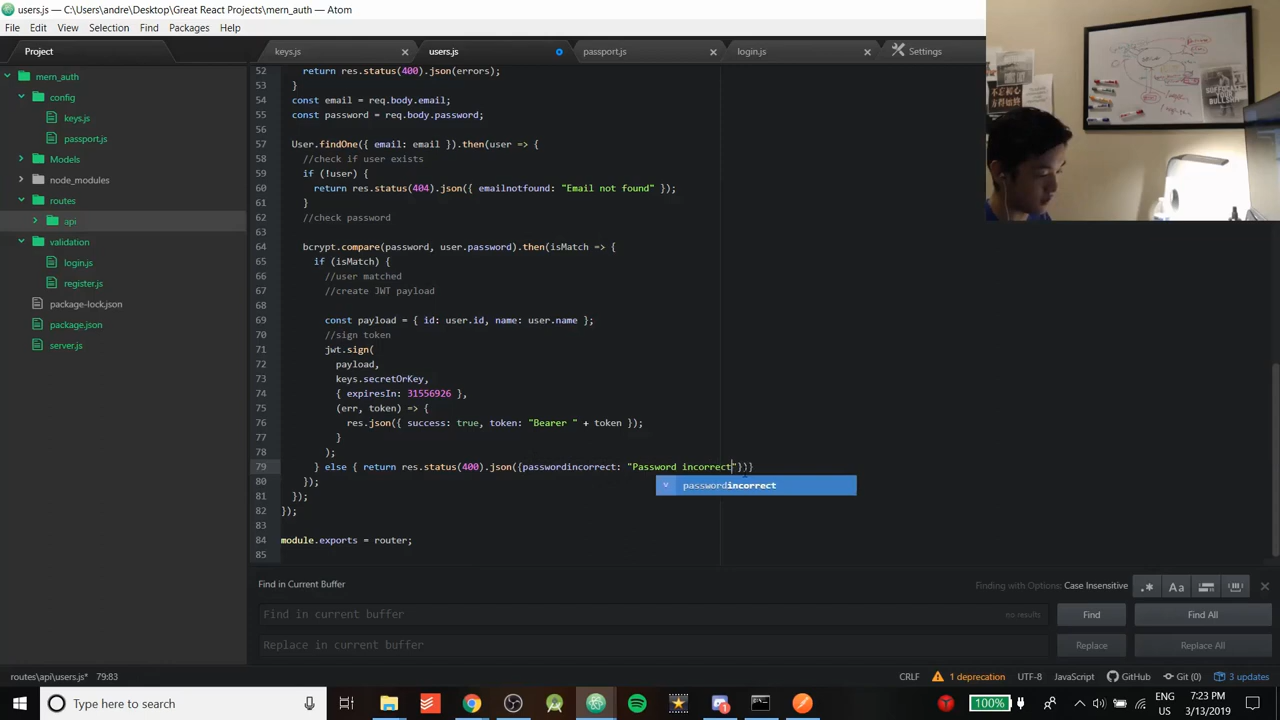 users.js — C:\Users\andre\Desktop\Great React Projects\mern_auth — Atom
File Edit View Find Packages Help
Project
keys.js
users.js
passport.js
login.js
Settings
mern_auth
config
keys.js
passport.js
Models
node_modules
routes
api
validation
login.js
register.js
package-lock.json
package.json
server.js
52 return res.status(400).json(errors);
53 }
54 const email = req.body.email;
55 const password = req.body.password;
56
57 User.findOne({ email: email }).then(user => {
58 //check if user exists
59 if (!user) {
60 return res.status(404).json({ emailnotfound: "Email not found" });
61 }
62 //check password
63
64 bcrypt.compare(password, user.password).then(isMatch => {
65 if (isMatch) {
66 //user matched
67 //create JWT payload
68
69 const payload = { id: user.id, name: user.name };
70 //sign token
71 jwt.sign(
72 payload,
73 keys.secretOrKey,
74 { expiresIn: 31556926 },
75 (err, token) => {
76 res.json({ success: true, token: "Bearer " + token });
77 }
78 );
79 } else { return res.status(400).json({passwordincorrect: "Password incorrect"})}
passwordincorrect
80 });
81 });
82 });
83
84 module.exports = router;
85
Find in Current Buffer
Finding with Options: Case Insensitive
.* Aa
Find in current buffer
no results
Find
Find All
Replace in current buffer
Replace
Replace All
routes\api\users.js* 79:83
CRLF 1 deprecation UTF-8 JavaScript GitHub Git (0) 3 updates
Type here to search
100%
ENG
US
7:23 PM
3/13/2019